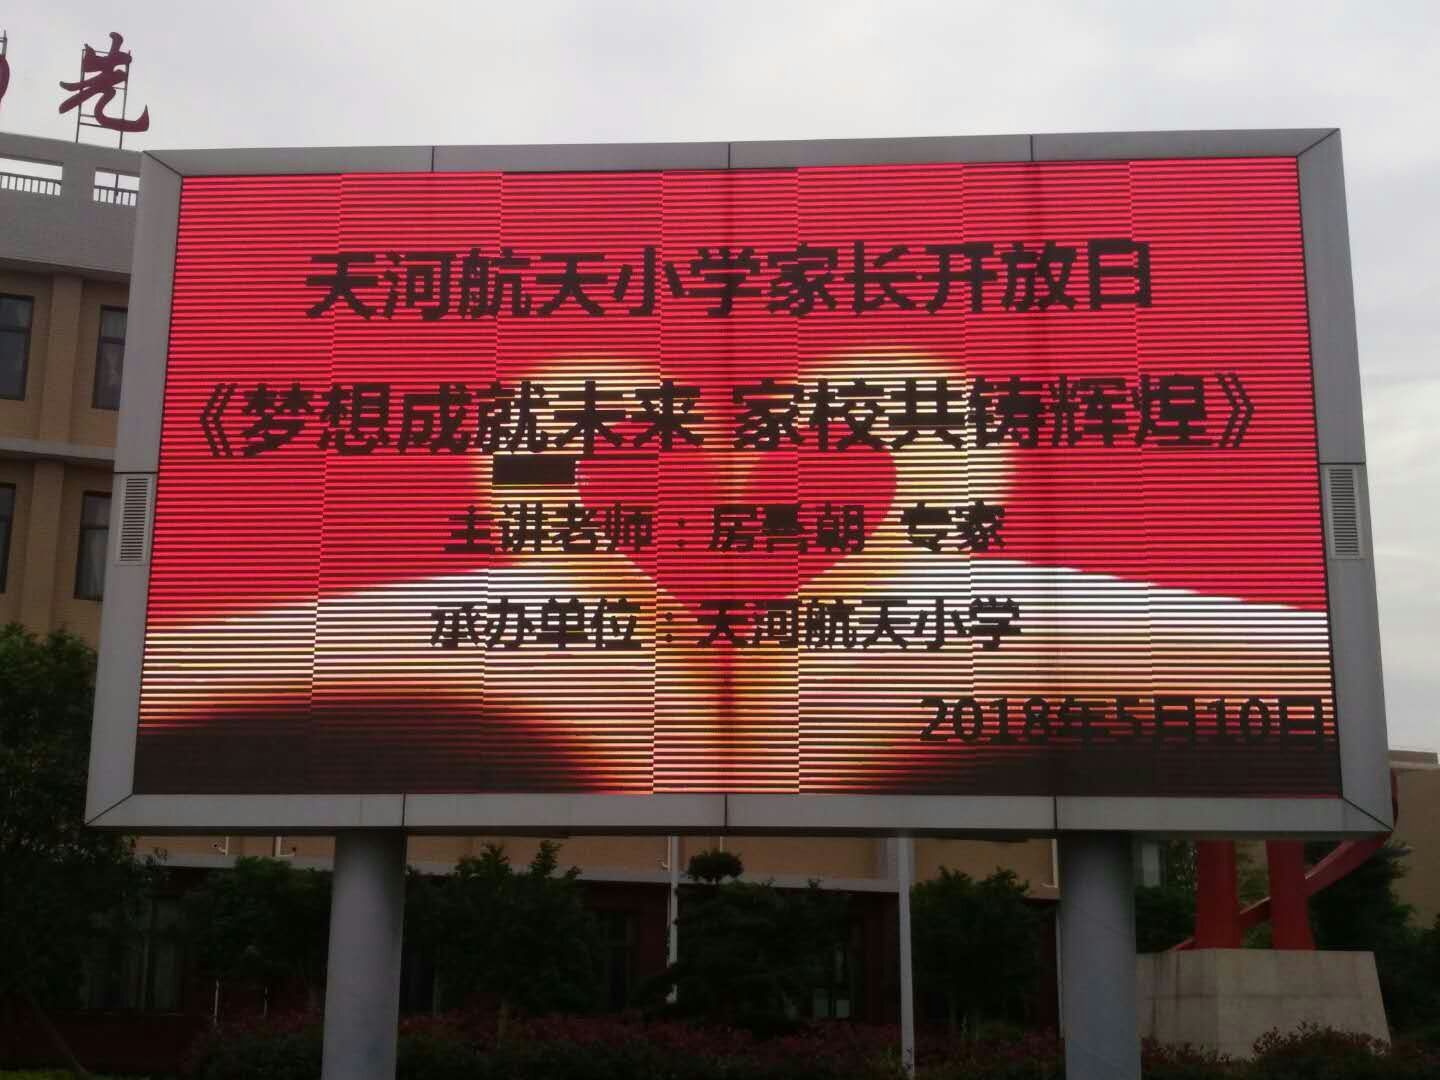 先
天河航天小学家长开放日
《梦想成就未来 家校共铸辉煌》
主讲老师：房善朝 专家
承办单位：天河航天小学
2018年5月10日